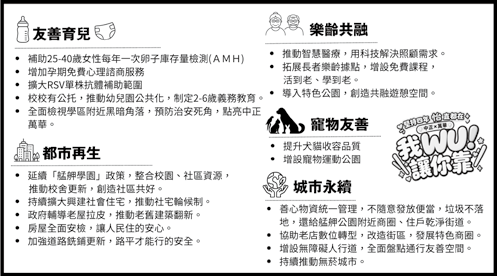 友善育兒
• 補助25-40歲女性每年一次卵子庫存量檢測(AMH)
• 增加孕期免費心理諮商服務
• 擴大RSV單株抗體補助範圍
• 校校有公托，推動幼兒園公共化，制定2-6歲義務教育。
• 全面檢視學區附近黑暗角落，預防治安死角，點亮中正
萬華。
都市再生
• 延續「艋舺學園」政策，整合校園、社區資源，
推動校舍更新，創造社區共好。
• 持續擴大興建社會住宅，推動社宅輪候制。
• 政府輔導老屋拉皮，推動老舊建築翻新。
• 房屋全面安檢，讓人民住的安心。
• 加強道路銑鋪更新，路平才能行的安全。
樂齡共融
• 推動智慧醫療，用科技解決照顧需求。
• 拓展長者樂齡據點，增設免費課程，
活到老、學到老。
• 導入特色公園，創造共融遊憩空間。
寵物友善
• 提升犬貓收容品質
• 增設寵物運動公園
中正×萬華
我WU!
讓你靠!
城市永續
• 善心物資統一管理，不隨意發放便當，垃圾不落
地，還給艋舺公園附近商圈、住戶乾淨街道。
• 協助老店數位轉型，改造街區，發展特色商圈。
• 增設無障礙人行道，全面盤點通行友善空間。
• 持續推動無菸城市。